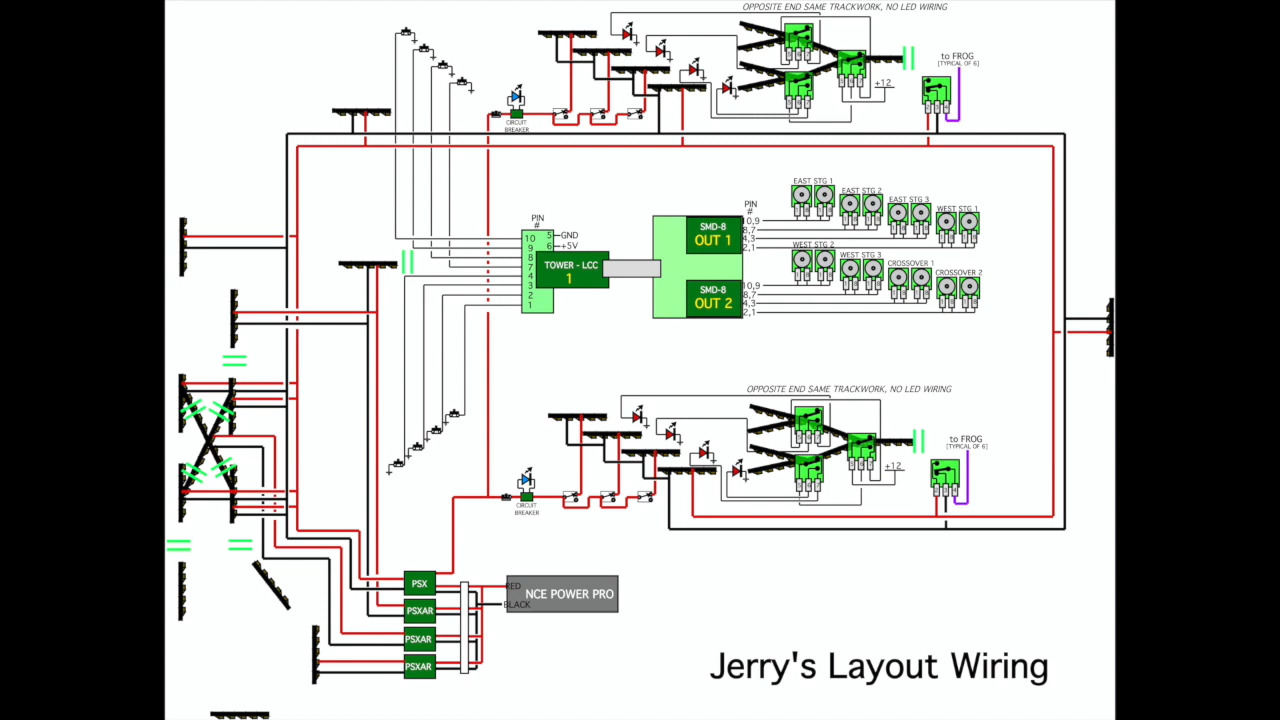 OPPOSITE END SAME TRACKWORK, NO LED WIRING
to FROG
[TYPICAL OF 6]
+12
CIRCUIT
BREAKER
EAST STG 1
EAST STG 2
EAST STG 3
WEST STG 1
PIN
#
10,9
8,7
4,3
2,1
SMD-8
OUT 1
PIN
#
10
9
8
7
4
3
2
1
5 GND
6 +5V
TOWER - LCC
1
WEST STG 2
WEST STG 3
CROSSOVER 1
CROSSOVER 2
SMD-8
OUT 2
10,9
8,7
4,3
2,1
OPPOSITE END SAME TRACKWORK, NO LED WIRING
to FROG
[TYPICAL OF 6]
+12
CIRCUIT
BREAKER
PSX
PSXAR
PSXAR
PSXAR
RED
BLACK
NCE POWER PRO
Jerry's Layout Wiring